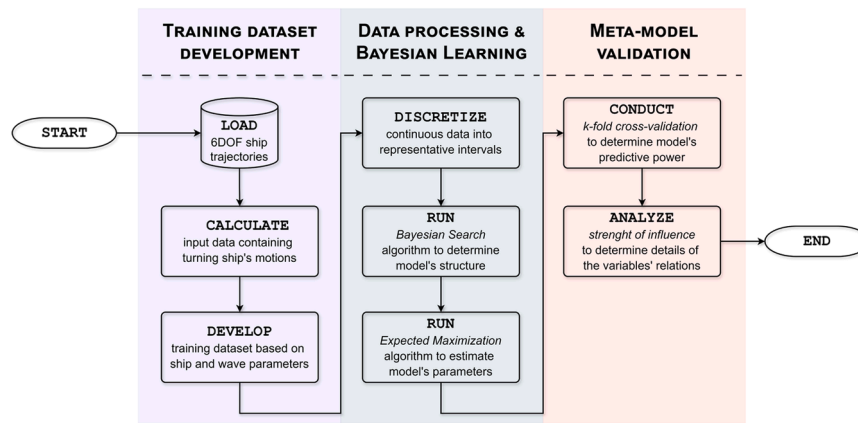 TRAINING DATASET
DEVELOPMENT
DATA PROCESSING &
BAYESIAN LEARNING
META-MODEL
VALIDATION
START
LOAD
6DOF ship
trajectories
CALCULATE
input data containing
turning ship's motions
DEVELOP
training dataset based on
ship and wave parameters
DISCRETIZE
continuous data into
representative intervals
RUN
Bayesian Search
algorithm to determine
model's structure
RUN
Expected Maximization
algorithm to estimate
model's parameters
CONDUCT
k-fold cross-validation
to determine model's
predictive power
ANALYZE
strenght of influence
to determine details of
the variables' relations
END